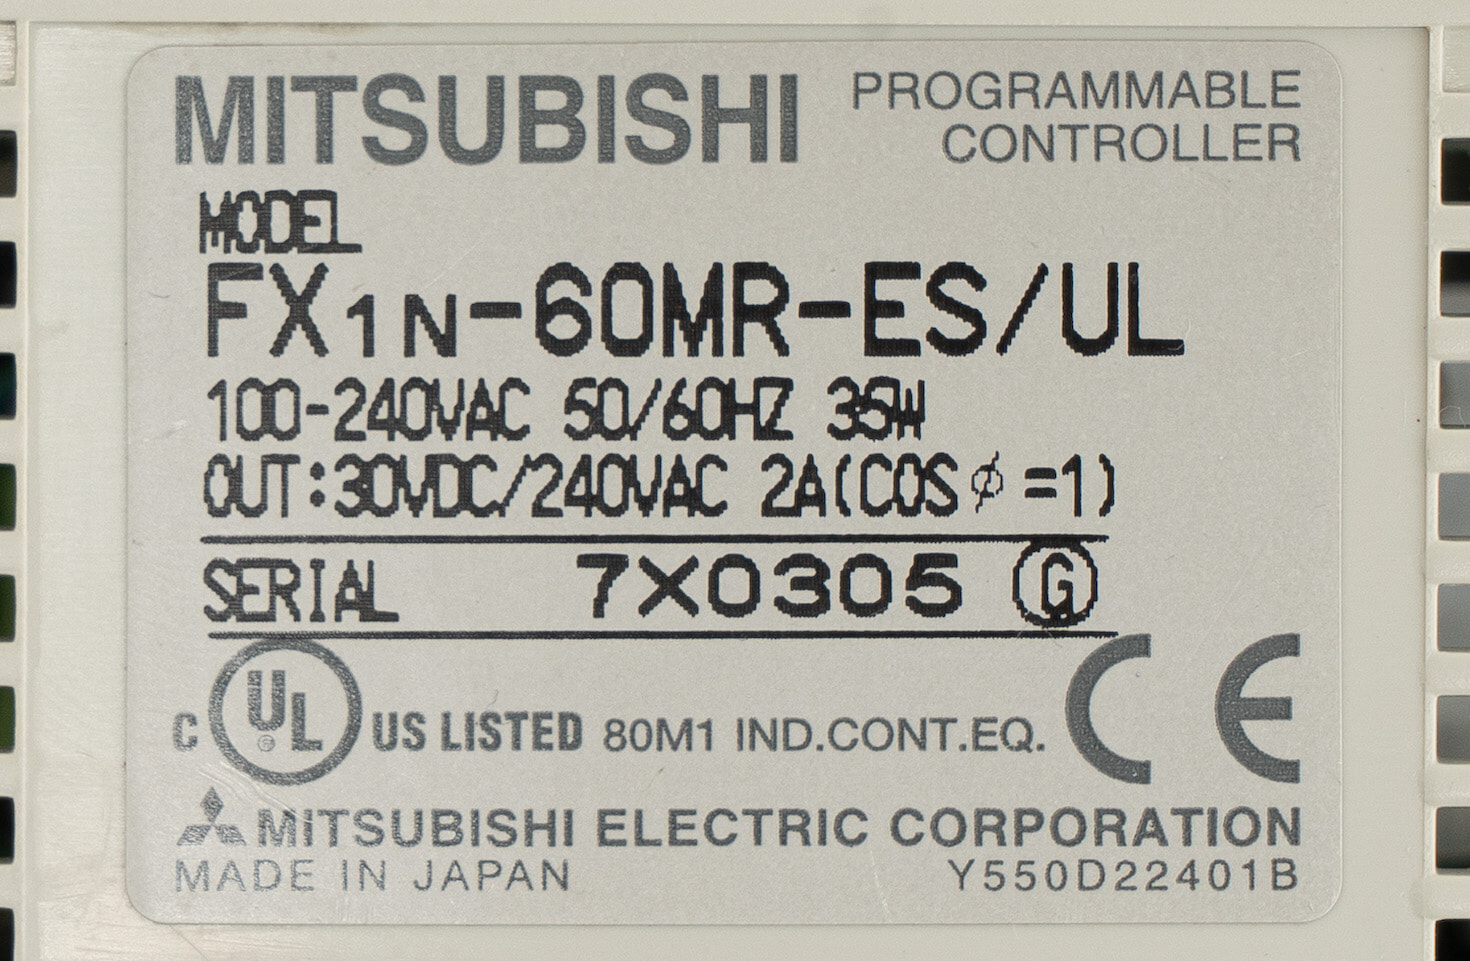 MITSUBISHI
PROGRAMMABLE
CONTROLLER
MODEL
FX1N-60MR-ES/UL
100-240VAC 50/60HZ 35W
OUT:30VDC/240VAC 2A(COSφ=1)
SERIAL 7X0305 Ⓖ
C UL US LISTED 80M1 IND.CONT.EQ. CE
MITSUBISHI ELECTRIC CORPORATION
MADE IN JAPAN Y550D22401B